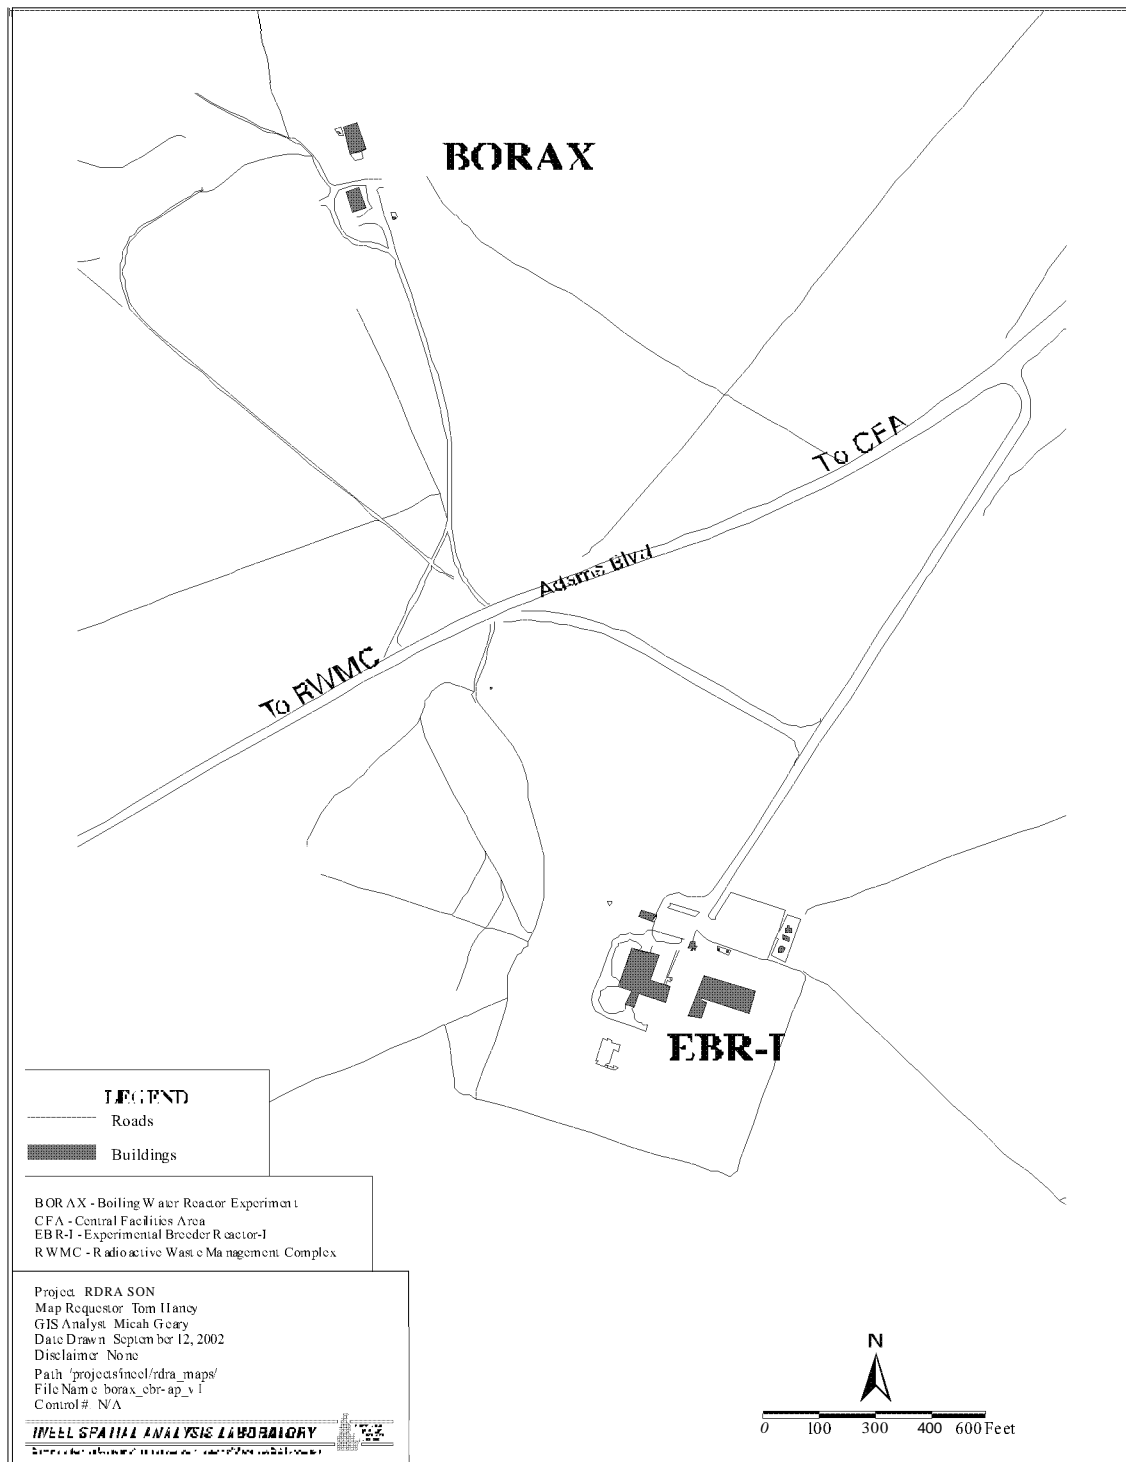 BORAX
To CFA
Adams Blvd
To RWMC
EBR-I
LEGEND
Roads
Buildings
BORAX - Boiling Water Reactor Experiment
CFA - Central Facilities Area
EBR-I - Experimental Breeder Reactor-I
RWMC - Radioactive Waste Management Complex
Project RDRA SON
Map Requestor Tom Haney
GIS Analyst Micah Geary
Date Drawn September 12, 2002
Disclaimer None
Path /projects/ineel/rdra_maps/
File Name borax_ebr-ap_v1
Control # N/A
INEEL SPATIAL ANALYSIS LABORATORY
N
0 100 300 400 600 Feet